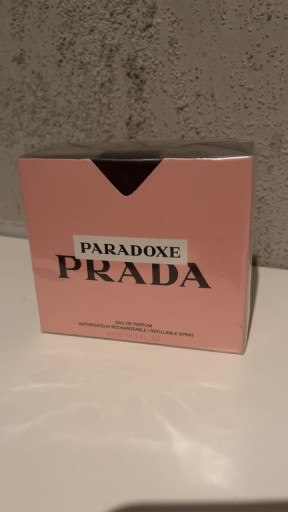 PARADOXE
PRADA
EAU DE PARFUM
VAPORISATEUR RECHARGEABLE / REFILLABLE SPRAY